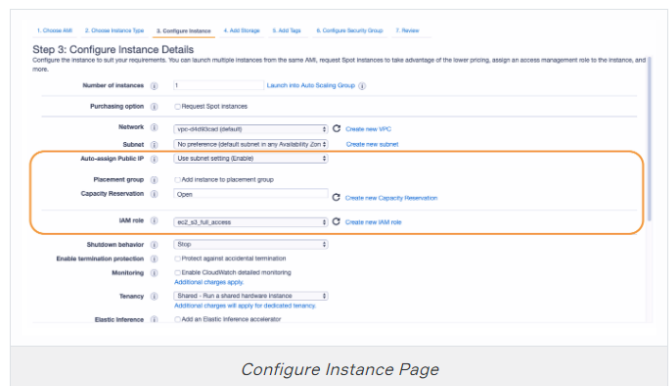 1. Choose AMI 2. Choose Instance Type 3. Configure Instance 4. Add Storage 5. Add Tags 6. Configure Security Group 7. Review
Step 3: Configure Instance Details
Configure the instance to suit your requirements. You can launch multiple instances from the same AMI, request Spot instances to take advantage of the lower pricing, assign an access management role to the instance, and
more.
Number of instances 1 Launch into Auto Scaling Group
Purchasing option Request Spot instances
Network (default) Create new VPC
Subnet No preference (default subnet in any Availability Zon Create new subnet
Auto-assign Public IP Use subnet setting (Enable)
Placement group Add instance to placement group
Capacity Reservation Open Create new Capacity Reservation
IAM role ec2_s3_full_access Create new IAM role
Shutdown behavior Stop
Enable termination protection Protect against accidental termination
Monitoring Enable CloudWatch detailed monitoring
Additional charges apply.
Tenancy Shared - Run a shared hardware instance
Additional charges will apply for dedicated tenancy.
Elastic Inference Add an Elastic Inference accelerator
Configure Instance Page